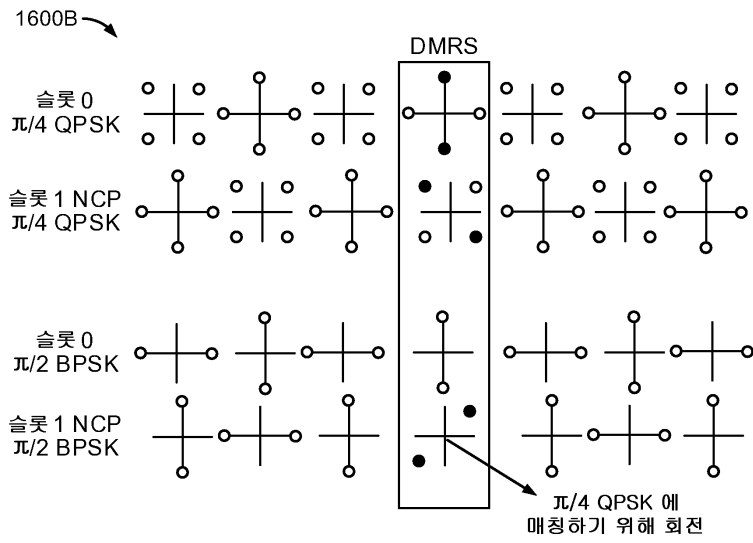 1600B
DMRS
슬롯 0
π/4 QPSK
슬롯 1 NCP
π/4 QPSK
슬롯 0
π/2 BPSK
슬롯 1 NCP
π/2 BPSK
π/4 QPSK 에
매칭하기 위해 회전